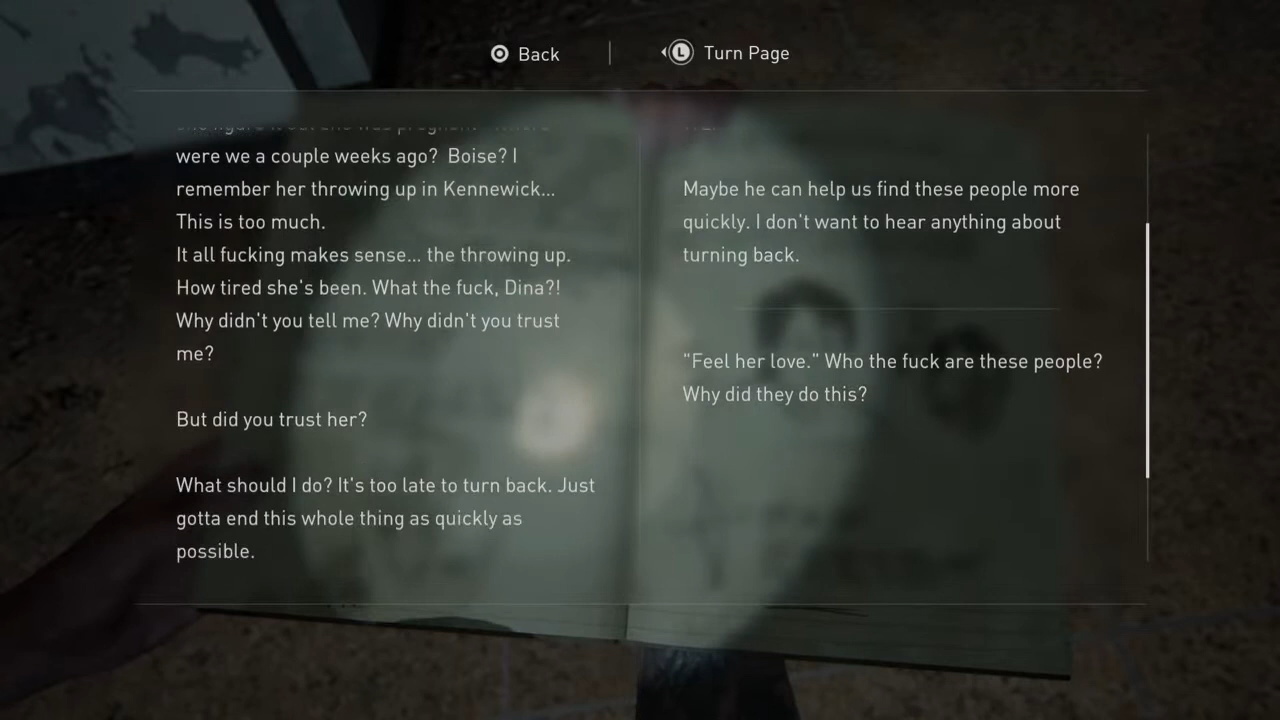 Back
Turn Page
were we a couple weeks ago?  Boise? I
remember her throwing up in Kennewick...
This is too much.
It all fucking makes sense... the throwing up.
How tired she's been. What the fuck, Dina?!
Why didn't you tell me? Why didn't you trust
me?
But did you trust her?
What should I do? It's too late to turn back. Just
gotta end this whole thing as quickly as
possible.
Maybe he can help us find these people more
quickly. I don't want to hear anything about
turning back.
"Feel her love." Who the fuck are these people?
Why did they do this?